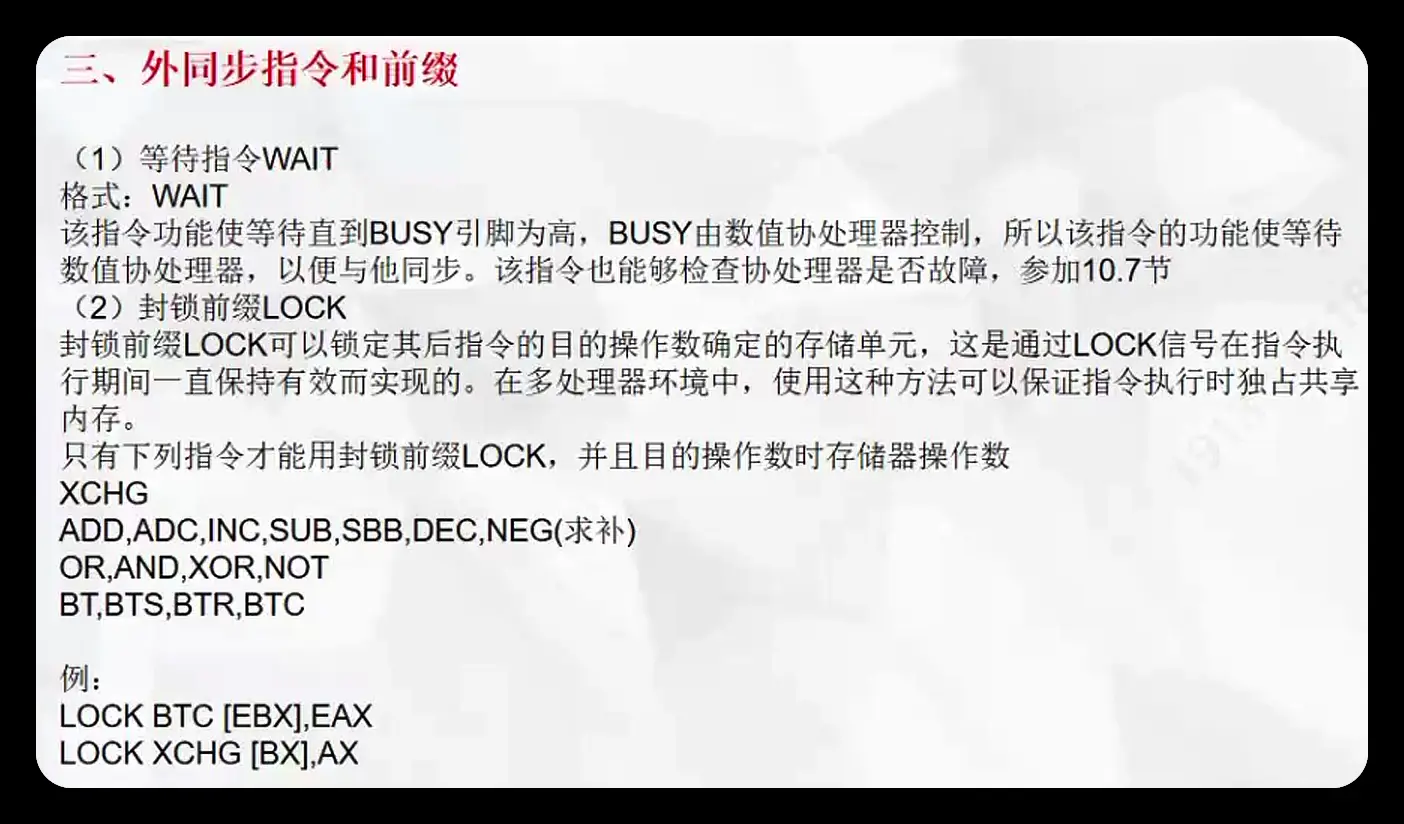 三、外同步指令和前缀
（1）等待指令WAIT
格式：WAIT
该指令功能使等待直到BUSY引脚为高，BUSY由数值协处理器控制，所以该指令的功能使等待
数值协处理器，以便与他同步。该指令也能够检查协处理器是否故障，参加10.7节
（2）封锁前缀LOCK
封锁前缀LOCK可以锁定其后指令的目的操作数确定的存储单元，这是通过LOCK信号在指令执
行期间一直保持有效而实现的。在多处理器环境中，使用这种方法可以保证指令执行时独占共享
内存。
只有下列指令才能用封锁前缀LOCK，并且目的操作数时存储器操作数
XCHG
ADD,ADC,INC,SUB,SBB,DEC,NEG(求补)
OR,AND,XOR,NOT
BT,BTS,BTR,BTC
例：
LOCK BTC [EBX],EAX
LOCK XCHG [BX],AX